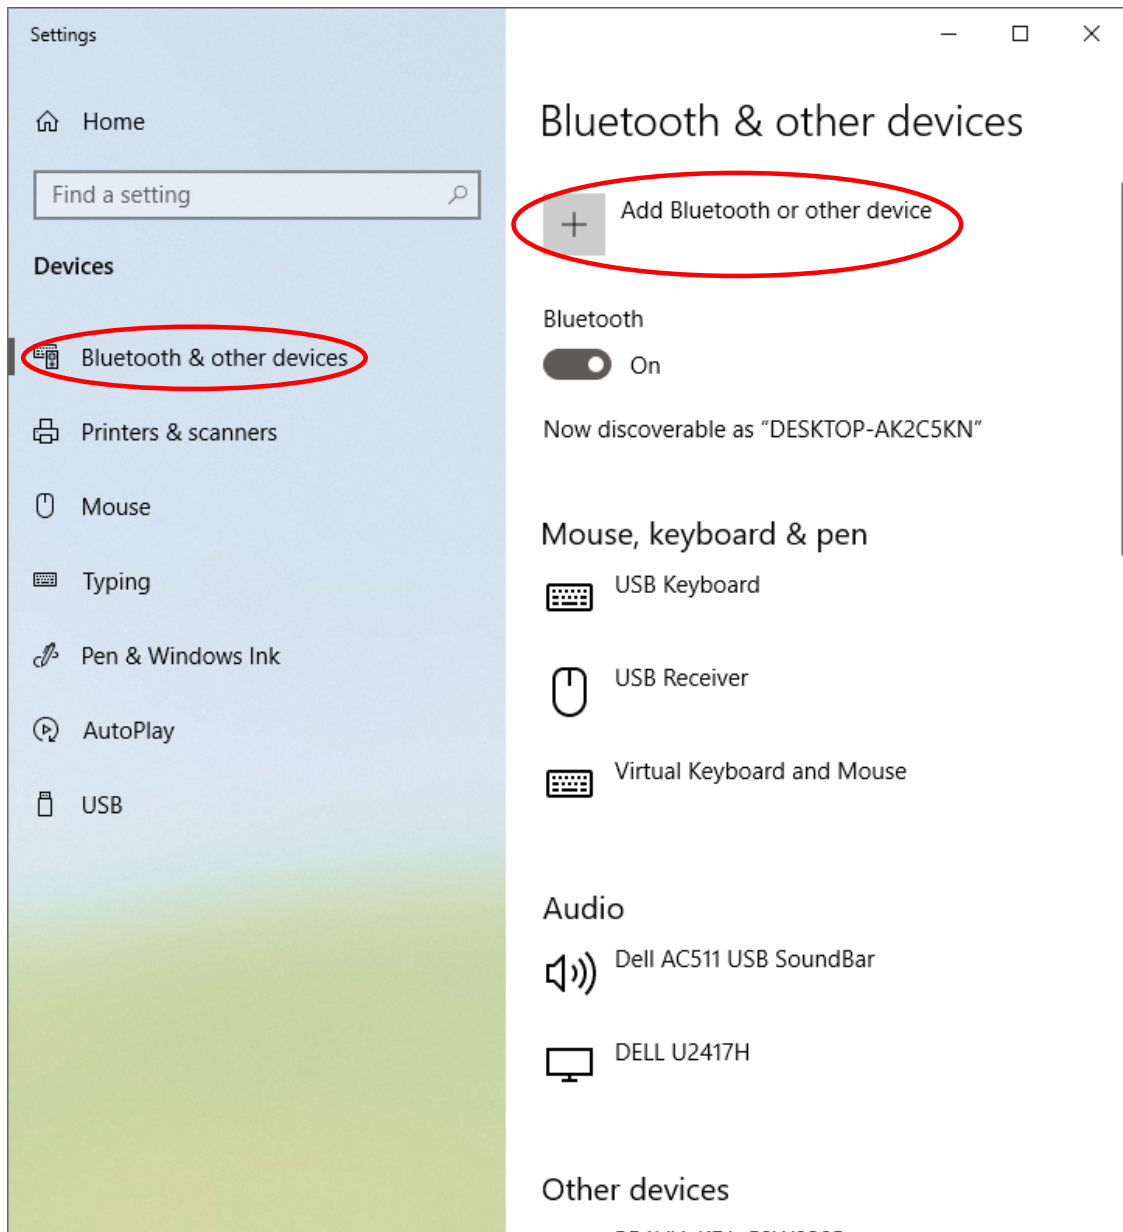 Settings
Home
Find a setting
Devices
Bluetooth & other devices
Printers & scanners
Mouse
Typing
Pen & Windows Ink
AutoPlay
USB
Bluetooth & other devices
Add Bluetooth or other device
Bluetooth
On
Now discoverable as “DESKTOP-AK2C5KN”
Mouse, keyboard & pen
USB Keyboard
USB Receiver
Virtual Keyboard and Mouse
Audio
Dell AC511 USB SoundBar
DELL U2417H
Other devices